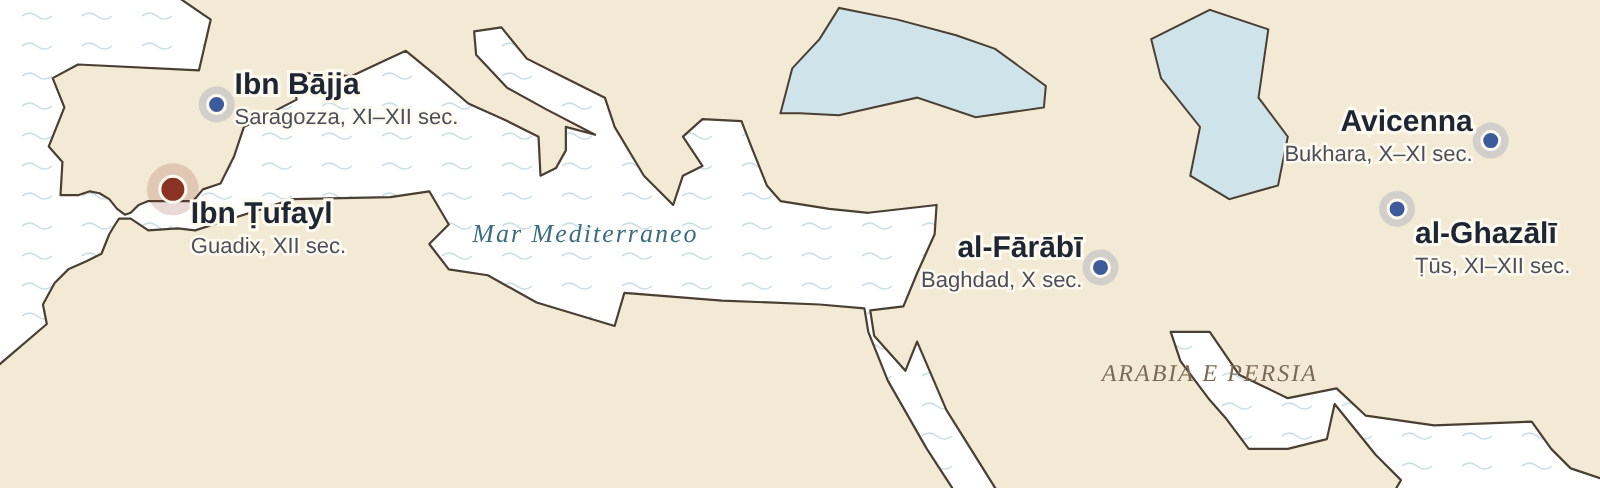 Ibn Bājja
Saragozza, XI–XII sec.
Ibn Ṭufayl
Guadix, XII sec.
Mar Mediterraneo
al-Fārābī
Baghdad, X sec.
Avicenna
Bukhara, X–XI sec.
al-Ghazālī
Ṭūs, XI–XII sec.
ARABIA E PERSIA